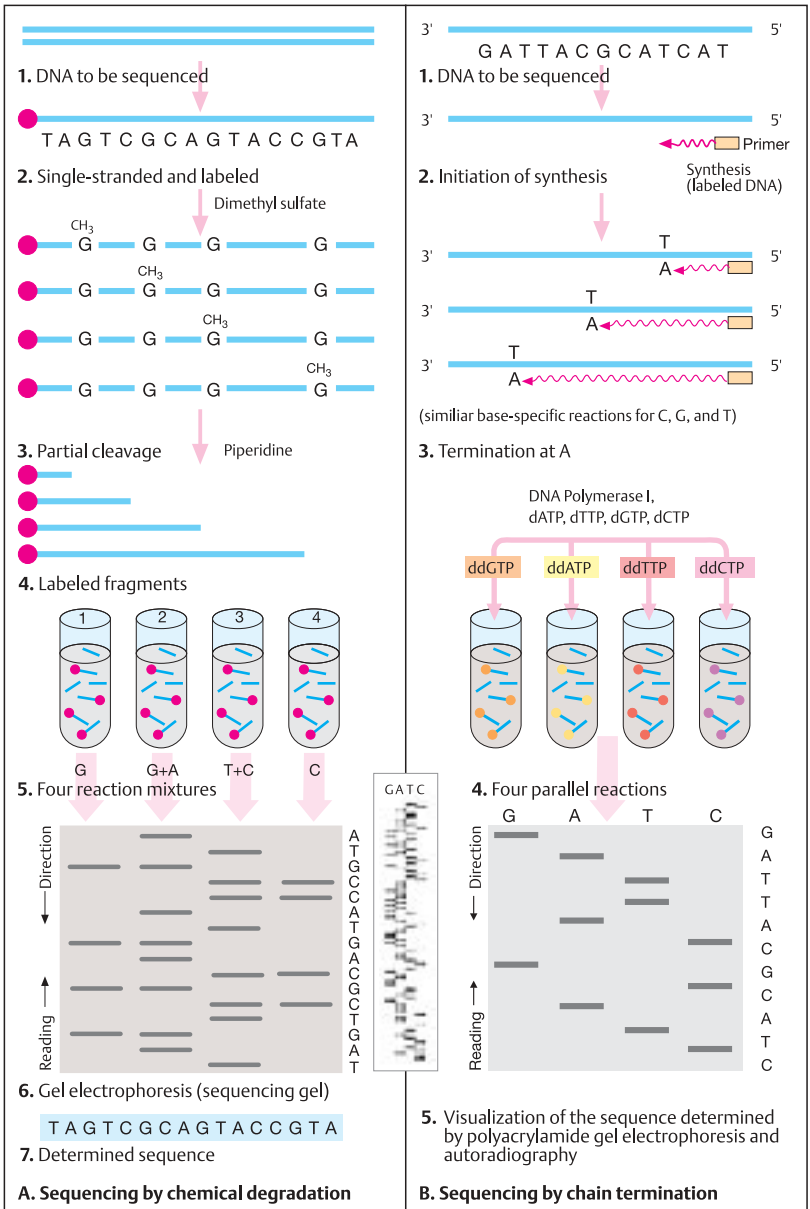 1. DNA to be sequenced
T A G T C G C A G T A C C G T A
2. Single-stranded and labeled
Dimethyl sulfate
CH3
G G G G
CH3
G G G G
CH3
G G G G
CH3
G G G G
3. Partial cleavage
Piperidine
4. Labeled fragments
1 2 3 4
G G+A T+C C
5. Four reaction mixtures
Direction
Reading
A
T
G
C
C
A
T
G
A
C
G
C
T
G
A
T
6. Gel electrophoresis (sequencing gel)
T A G T C G C A G T A C C G T A
7. Determined sequence
A. Sequencing by chemical degradation
G A T C
3' 5'
G A T T A C G C A T C A T
1. DNA to be sequenced
3' 5'
Primer
2. Initiation of synthesis
Synthesis
(labeled DNA)
T
3' 5'
A
T
3' 5'
A
T
3' 5'
A
(similiar base-specific reactions for C, G, and T)
3. Termination at A
DNA Polymerase I,
dATP, dTTP, dGTP, dCTP
ddGTP ddATP ddTTP ddCTP
4. Four parallel reactions
G A T C
Direction
Reading
G
A
T
T
A
C
G
C
A
T
C
5. Visualization of the sequence determined
by polyacrylamide gel electrophoresis and
autoradiography
B. Sequencing by chain termination